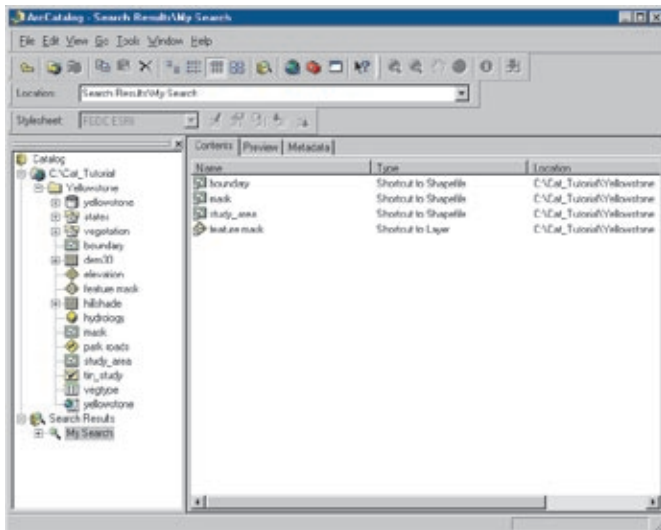 ArcCatalog - Search Results\My Search
File Edit View Go Tools Window Help
Location: Search Results\My Search
Stylesheet: FGDC ESRI
Contents Preview Metadata
Catalog
C:\Cat_Tutorial
Yellowstone
yellowstone
states
vegetation
boundary
dem30
elevation
feature mask
hillshade
hydrology
mask
park roads
study_area
tin_study
vegtype
yellowstone
Search Results
My Search
Name Type Location
boundary Shortcut to Shapefile C:\Cat_Tutorial\Yellowstone
mask Shortcut to Shapefile C:\Cat_Tutorial\Yellowstone
study_area Shortcut to Shapefile C:\Cat_Tutorial\Yellowstone
feature mask Shortcut to Layer C:\Cat_Tutorial\Yellowstone